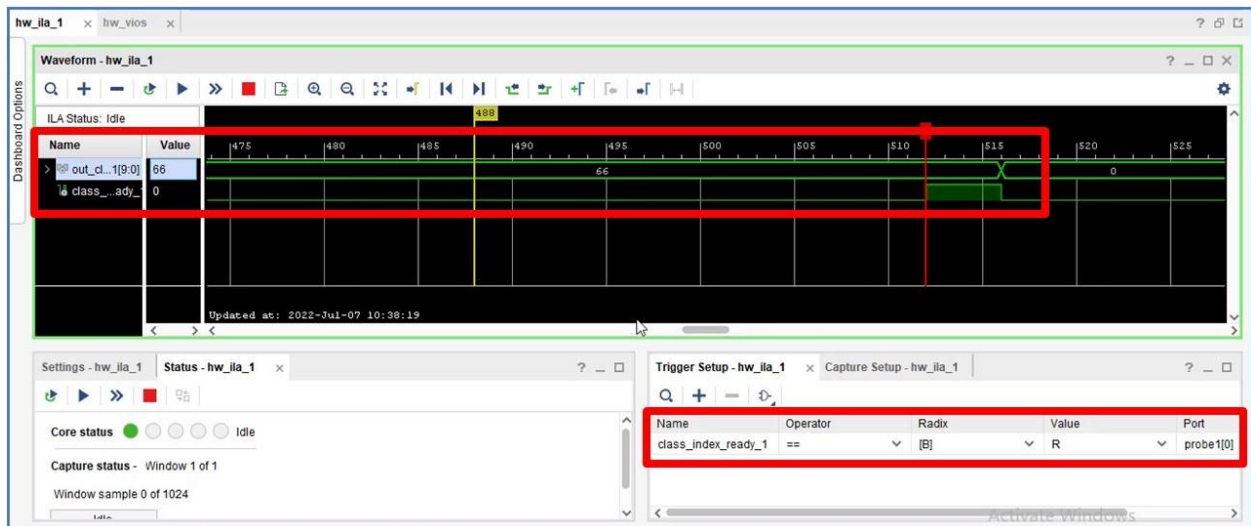 hw_ila_1 × hw_vios ×
?
Dashboard Options
Waveform - hw_ila_1
?
ILA Status: Idle
488
Name Value
475 480 485 490 495 500 505 510 515 520 525
out_cl...1[9:0] 66 66 0
class_...ady_1 0
Updated at: 2022-Jul-07 10:38:19
Settings - hw_ila_1 Status - hw_ila_1 ×
?
Core status Idle
Capture status - Window 1 of 1
Window sample 0 of 1024
Idle
Trigger Setup - hw_ila_1 × Capture Setup - hw_ila_1
?
Name Operator Radix Value Port
class_index_ready_1 == [B] R probe1[0]
Activate Windows